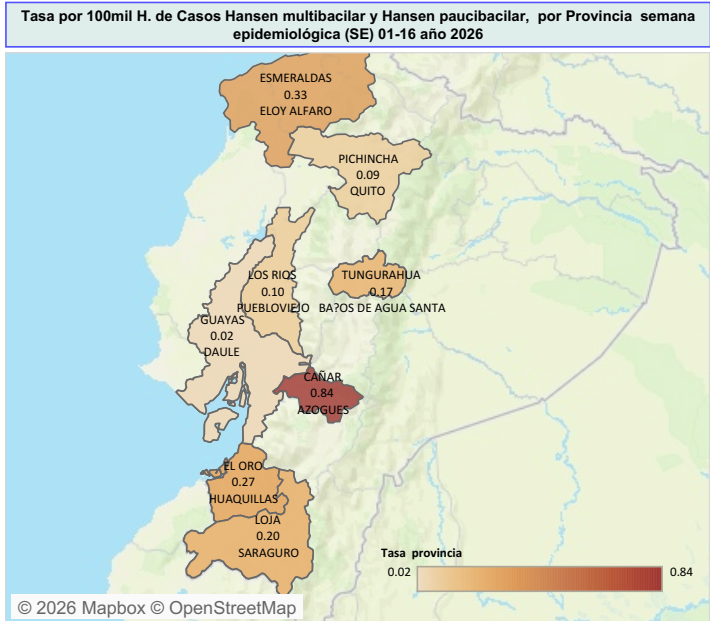 Tasa por 100mil H. de Casos Hansen multibacilar y Hansen paucibacilar, por Provincia semana
epidemiológica (SE) 01-16 año 2026
ESMERALDAS
0.33
ELOY ALFARO
PICHINCHA
0.09
QUITO
LOS RIOS
0.10
PUEBLOVIEJO
TUNGURAHUA
0.17
BA?OS DE AGUA SANTA
GUAYAS
0.02
DAULE
CAÑAR
0.84
AZOGUES
EL ORO
0.27
HUAQUILLAS
LOJA
0.20
SARAGURO
Tasa provincia
0.02
0.84
© 2026 Mapbox © OpenStreetMap